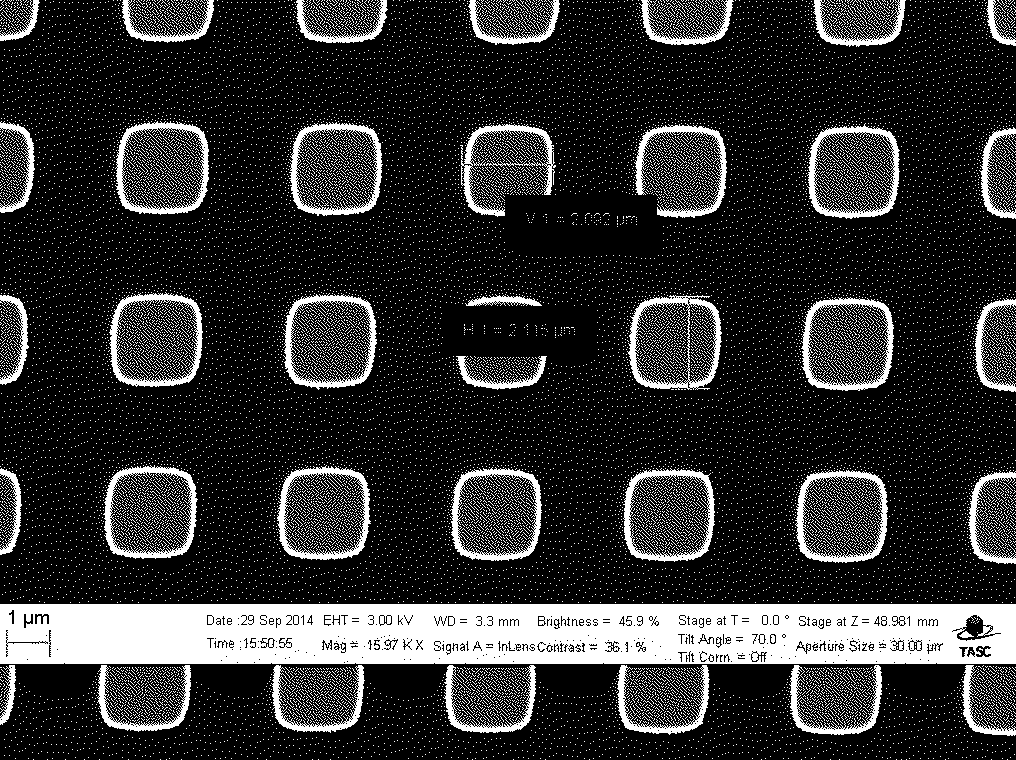 V 1 = 2.092 µm
H 1 = 2.115 µm
1 µm
Date :29 Sep 2014 EHT = 3.00 kV WD = 3.3 mm Brightness = 45.9 % Stage at T = 0.0 ° Stage at Z = 48.981 mm
Time :15:50:55 Mag = 15.97 K X Signal A = InLens Contrast = 36.1 % Tilt Angle = 70.0 ° Aperture Size = 30.00 µm
Tilt Corrn. = Off
TASC